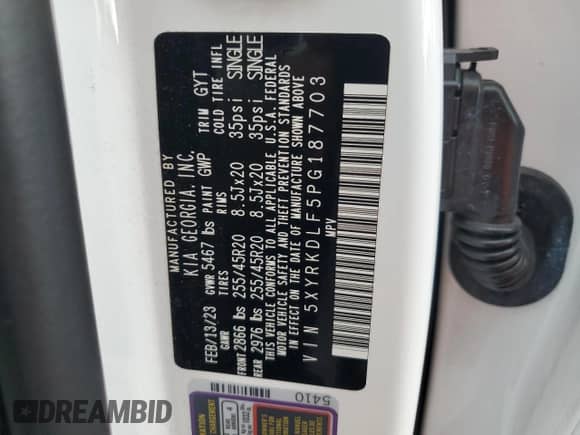 MANUFACTURED BY
KIA GEORGIA, INC.
FEB/13/23 GVWR 5467 lbs PAINT GWP TRIM GYT
GAWR TIRES RIMS COLD TIRE INFL
FRONT 2866 lbs 255/45R20 8.5Jx20 35psi SINGLE
REAR 2976 lbs 255/45R20 8.5Jx20 35psi SINGLE
THIS VEHICLE CONFORMS TO ALL APPLICABLE U.S.A. FEDERAL
MOTOR VEHICLE SAFETY AND THEFT PREVENTION STANDARDS
IN EFFECT ON THE DATE OF MANUFACTURE SHOWN ABOVE
VIN 5XYRKDLF5PG187703
MPV
5410
DREAMBID